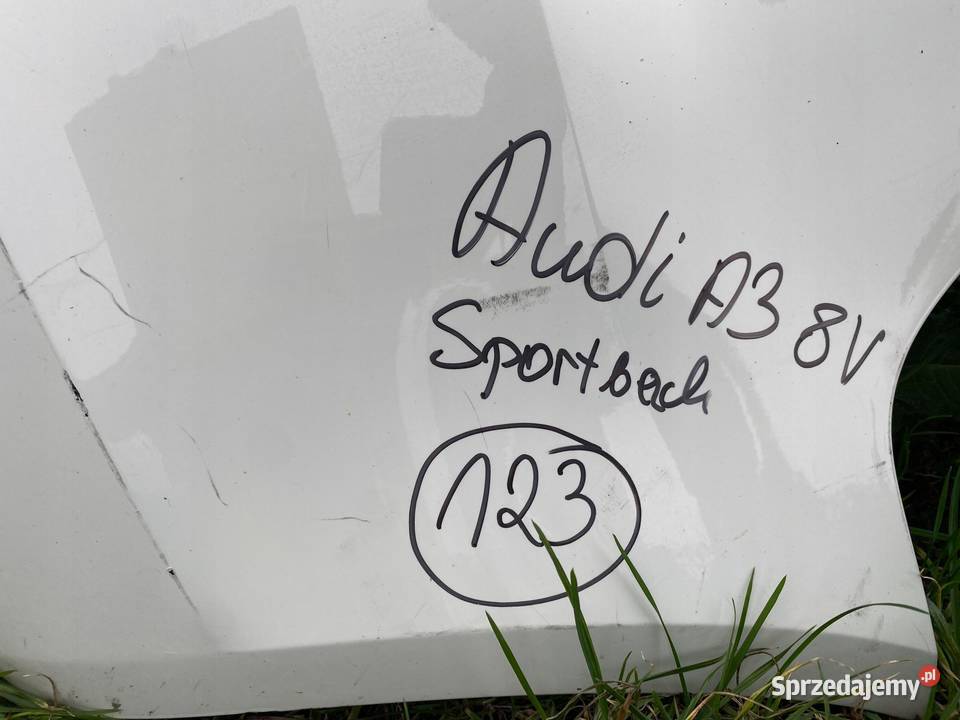 Audi A3 8V
Sportback
123
Sprzedajemy.pl